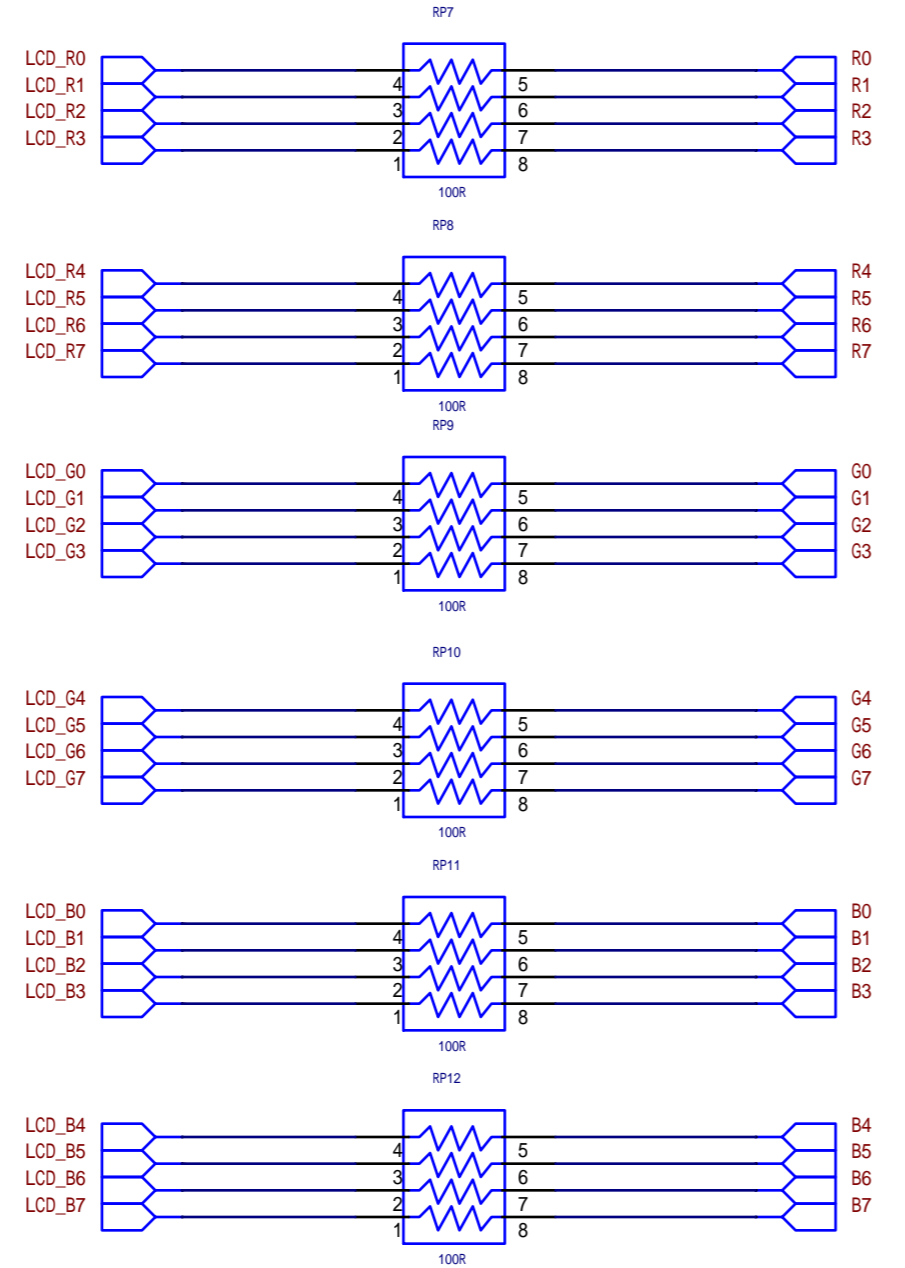 RP7
LCD_R0 R0
LCD_R1 4 5 R1
LCD_R2 3 6 R2
LCD_R3 2 7 R3
1 8
100R
RP8
LCD_R4 R4
LCD_R5 4 5 R5
LCD_R6 3 6 R6
LCD_R7 2 7 R7
1 8
100R
RP9
LCD_G0 G0
LCD_G1 4 5 G1
LCD_G2 3 6 G2
LCD_G3 2 7 G3
1 8
100R
RP10
LCD_G4 G4
LCD_G5 4 5 G5
LCD_G6 3 6 G6
LCD_G7 2 7 G7
1 8
100R
RP11
LCD_B0 B0
LCD_B1 4 5 B1
LCD_B2 3 6 B2
LCD_B3 2 7 B3
1 8
100R
RP12
LCD_B4 B4
LCD_B5 4 5 B5
LCD_B6 3 6 B6
LCD_B7 2 7 B7
1 8
100R